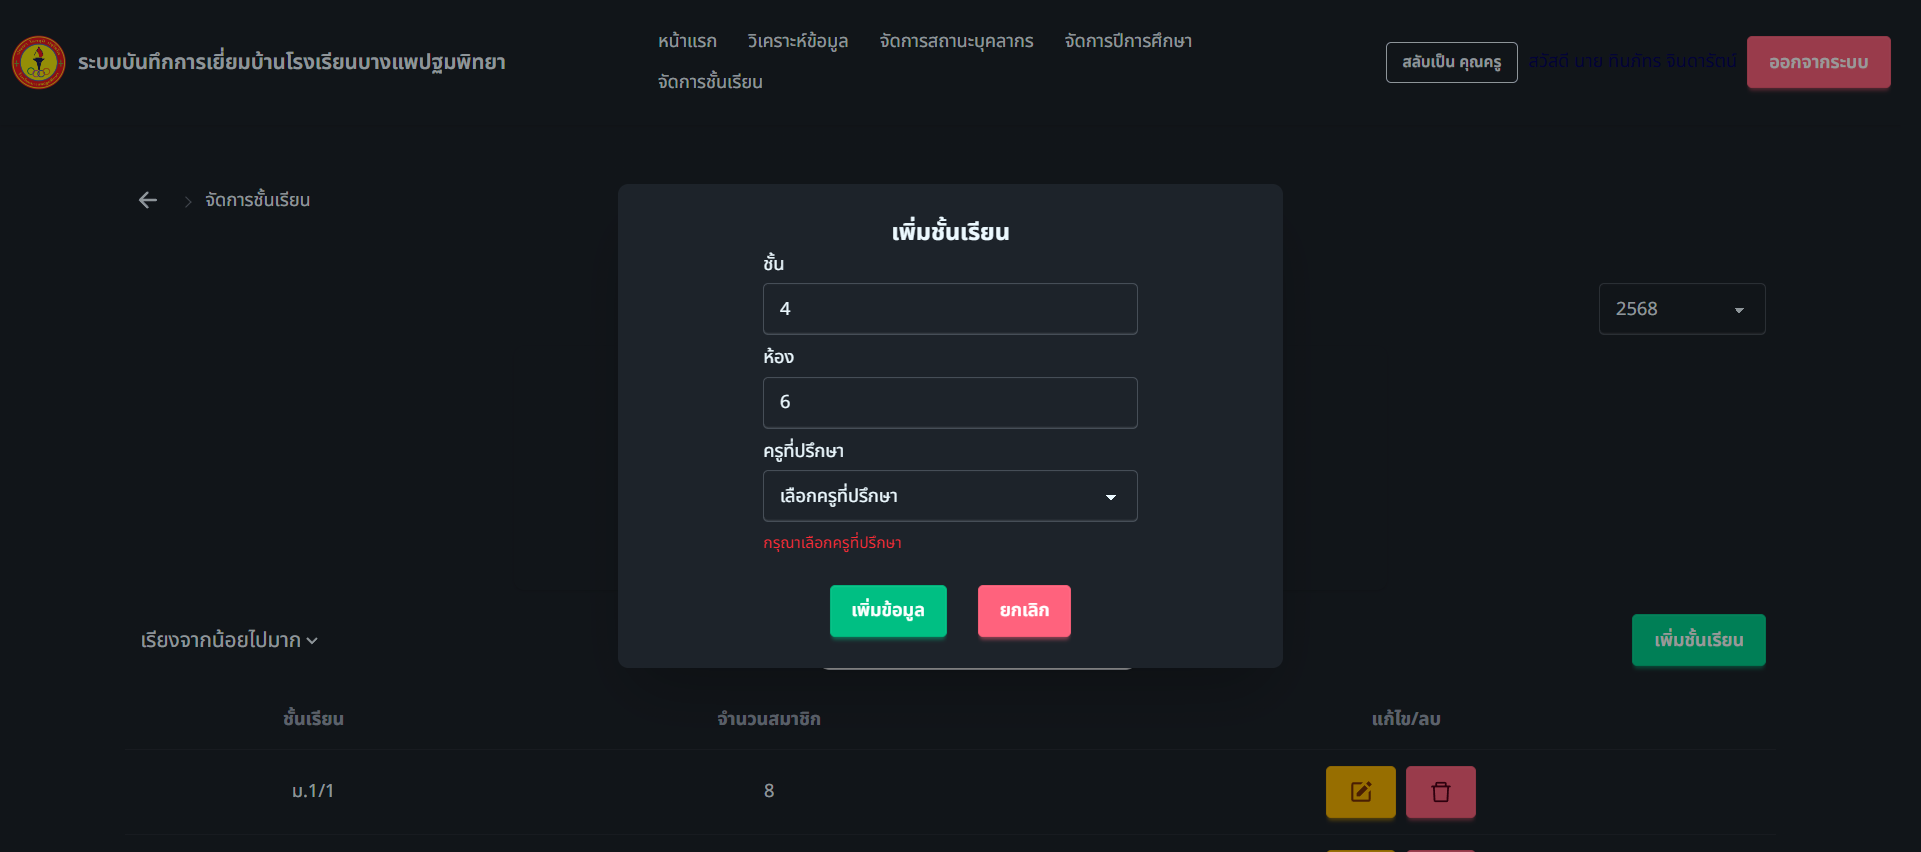 ระบบบันทึกการเยี่ยมบ้านโรงเรียนบางแพปฐมพิทยา
หน้าแรก วิเคราะห์ข้อมูล จัดการสถานะบุคลากร จัดการปีการศึกษา
จัดการชั้นเรียน
สลับเป็น คุณครู
สวัสดี นาย ทินภัทร จินดารัตน์
ออกจากระบบ
จัดการชั้นเรียน
2568
เพิ่มชั้นเรียน
ชั้น
4
ห้อง
6
ครูที่ปรึกษา
เลือกครูที่ปรึกษา
กรุณาเลือกครูที่ปรึกษา
เพิ่มข้อมูล ยกเลิก
เรียงจากน้อยไปมาก
เพิ่มชั้นเรียน
ชั้นเรียน จำนวนสมาชิก แก้ไข/ลบ
ม.1/1 8